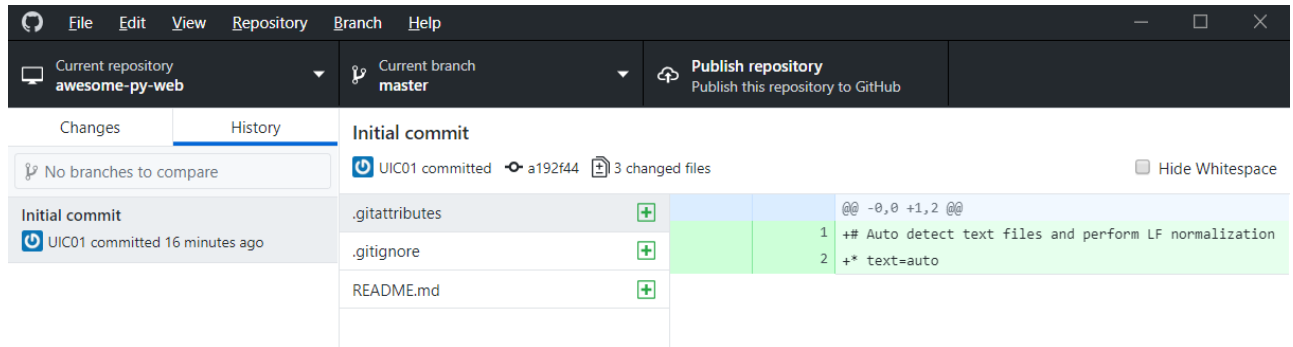 File Edit View Repository Branch Help
Current repository
awesome-py-web
Current branch
master
Publish repository
Publish this repository to GitHub
Changes History
No branches to compare
Initial commit
UIC01 committed 16 minutes ago
Initial commit
UIC01 committed a192f44 3 changed files
Hide Whitespace
.gitattributes
.gitignore
README.md
@@ -0,0 +1,2 @@
1 +# Auto detect text files and perform LF normalization
2 +* text=auto